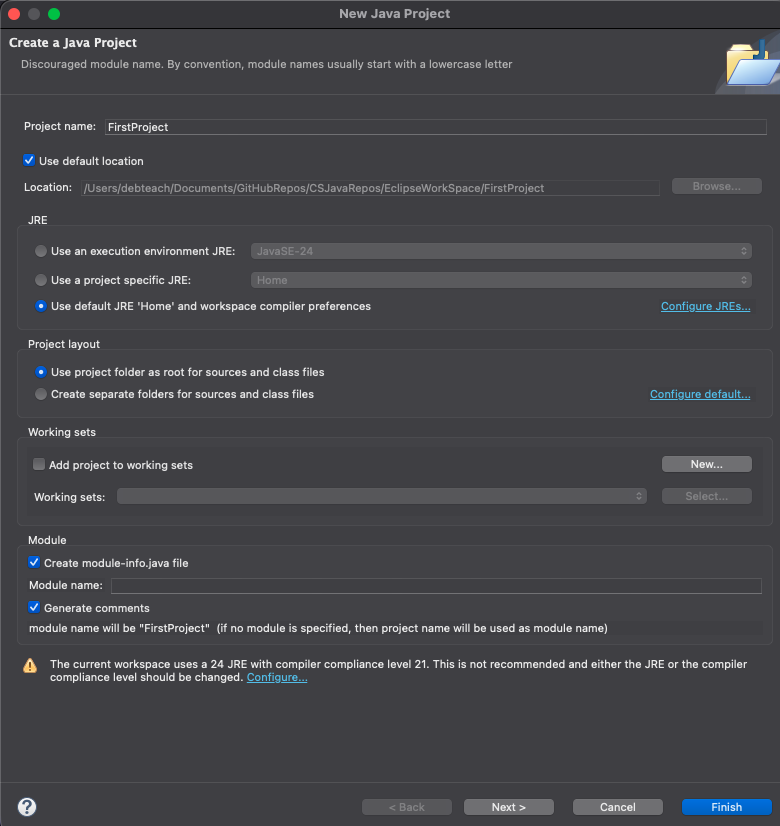 New Java Project
Create a Java Project
Discouraged module name. By convention, module names usually start with a lowercase letter
Project name: FirstProject
Use default location
Location: /Users/debteach/Documents/GitHubRepos/CSJavaRepos/EclipseWorkSpace/FirstProject Browse...
JRE
Use an execution environment JRE: JavaSE-24
Use a project specific JRE: Home
Use default JRE 'Home' and workspace compiler preferences Configure JREs...
Project layout
Use project folder as root for sources and class files
Create separate folders for sources and class files Configure default...
Working sets
Add project to working sets New...
Working sets: Select...
Module
Create module-info.java file
Module name:
Generate comments
module name will be "FirstProject" (if no module is specified, then project name will be used as module name)
The current workspace uses a 24 JRE with compiler compliance level 21. This is not recommended and either the JRE or the compiler
compliance level should be changed. Configure...
? < Back Next > Cancel Finish